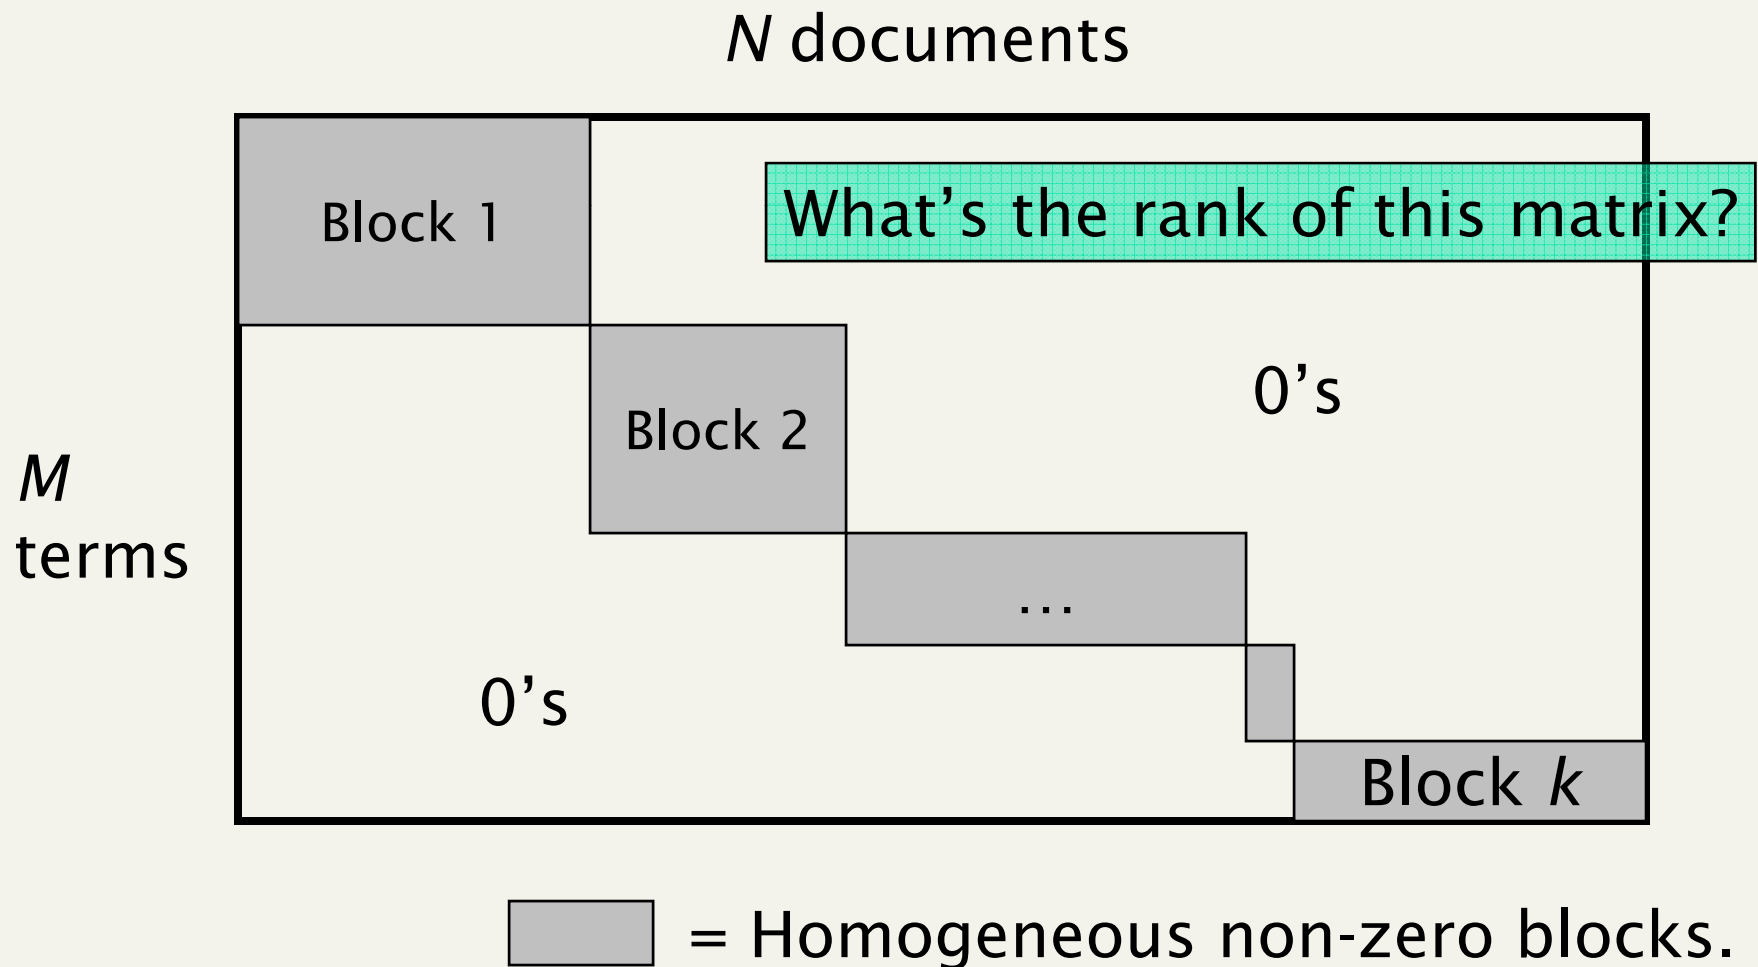 N documents
Block 1
What's the rank of this matrix?
Block 2
0’s
M
terms
…
0’s
Block k
= Homogeneous non-zero blocks.